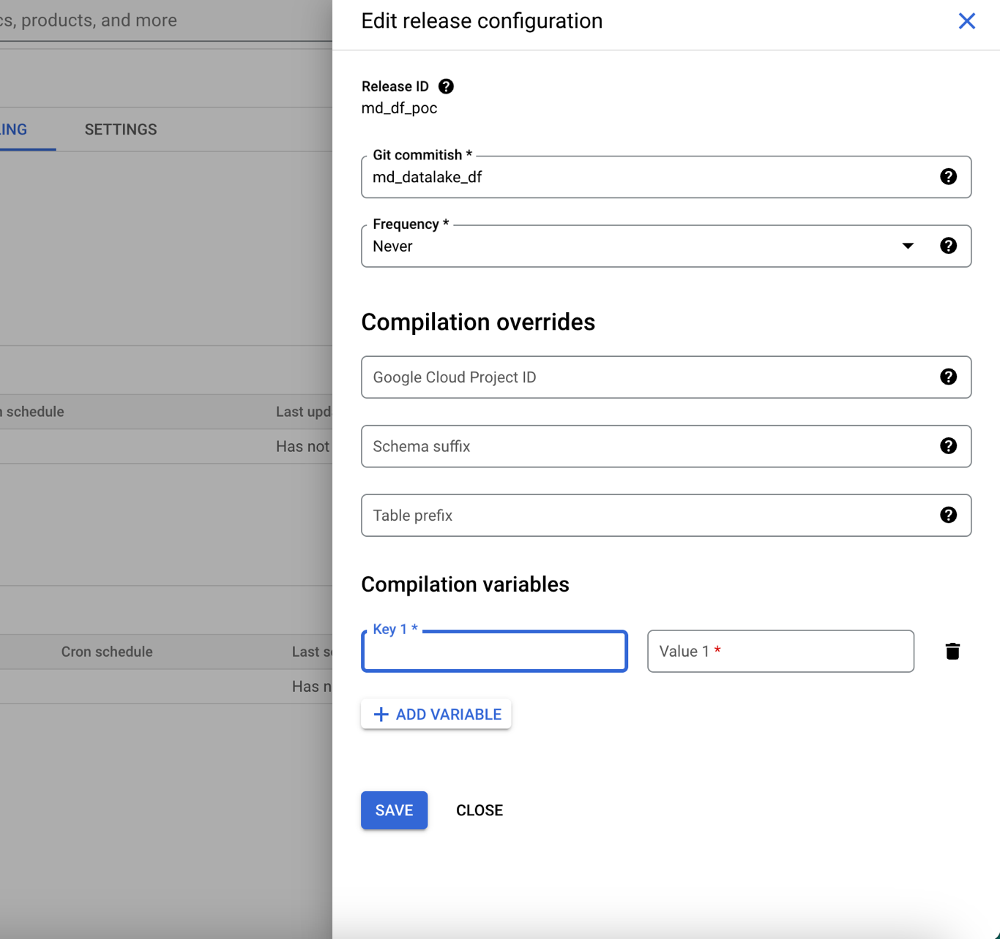 cs, products, and more
Edit release configuration
Release ID
md_df_poc
LING
SETTINGS
Git commitish *
md_datalake_df
Frequency *
Never
Compilation overrides
Google Cloud Project ID
n schedule
Last upd
Has not
Schema suffix
Table prefix
Compilation variables
Key 1 *
Value 1 *
Cron schedule
Last s
Has n
ADD VARIABLE
SAVE
CLOSE